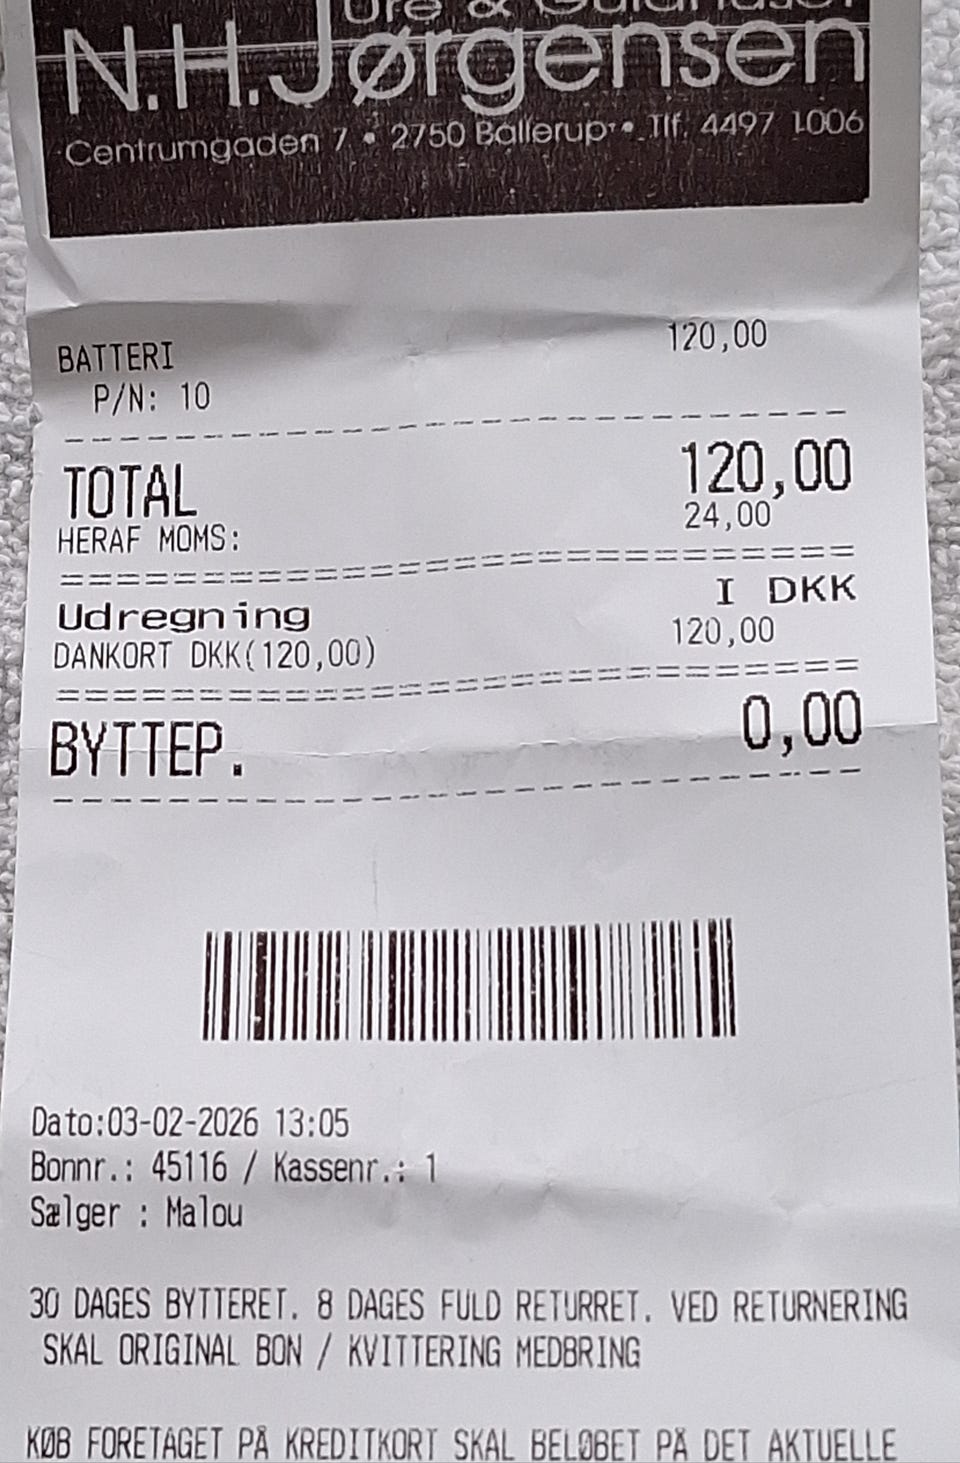 Ure & Guldhuset
N.H.Jørgensen
Centrumgaden 7 • 2750 Ballerup • Tlf. 4497 1006
BATTERI 120,00
P/N: 10
TOTAL 120,00
HERAF MOMS: 24,00
Udregning I DKK
DANKORT DKK(120,00) 120,00
BYTTEP. 0,00
Dato:03-02-2026 13:05
Bonnr.: 45116 / Kassenr.: 1
Sælger : Malou
30 DAGES BYTTERET. 8 DAGES FULD RETURRET. VED RETURNERING
SKAL ORIGINAL BON / KVITTERING MEDBRING
KØB FORETAGET PÅ KREDITKORT SKAL BELØBET PÅ DET AKTUELLE